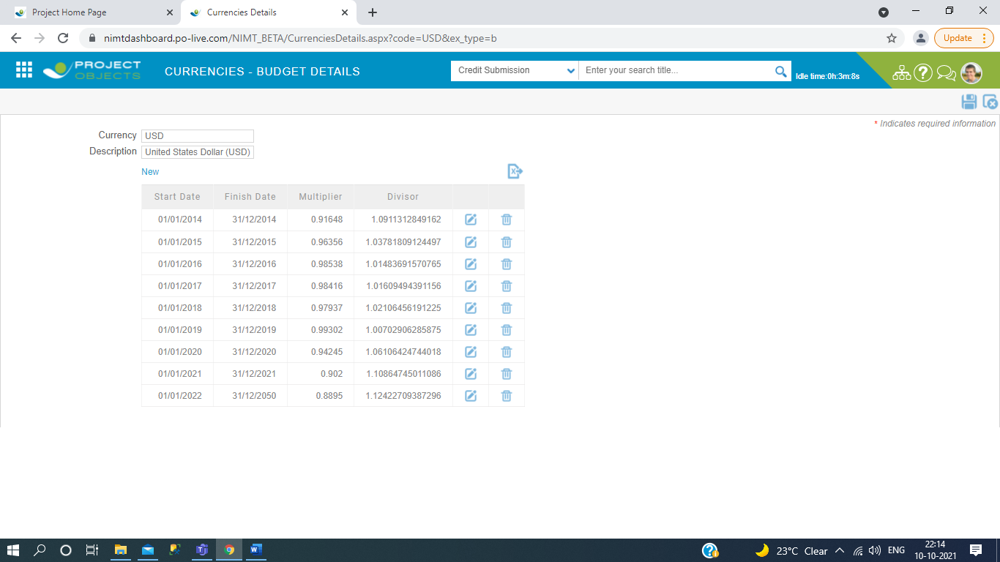 Project Home Page
Currencies Details
nimtdashboard.po-live.com/NIMT_BETA/CurrenciesDetails.aspx?code=USD&ex_type=b
Update
PROJECT
OBJECTS
CURRENCIES - BUDGET DETAILS
Credit Submission
Enter your search title...
Idle time:0h:3m:8s
* Indicates required information
Currency USD
Description United States Dollar (USD)
New
Start Date Finish Date Multiplier Divisor
01/01/2014 31/12/2014 0.91648 1.0911312849162
01/01/2015 31/12/2015 0.96356 1.03781809124497
01/01/2016 31/12/2016 0.98538 1.01483691570765
01/01/2017 31/12/2017 0.98416 1.01609494391156
01/01/2018 31/12/2018 0.97937 1.02106456191225
01/01/2019 31/12/2019 0.99302 1.00702906285875
01/01/2020 31/12/2020 0.94245 1.06106424744018
01/01/2021 31/12/2021 0.902 1.10864745011086
01/01/2022 31/12/2050 0.8895 1.12422709387296
23°C Clear
ENG
22:14
10-10-2021